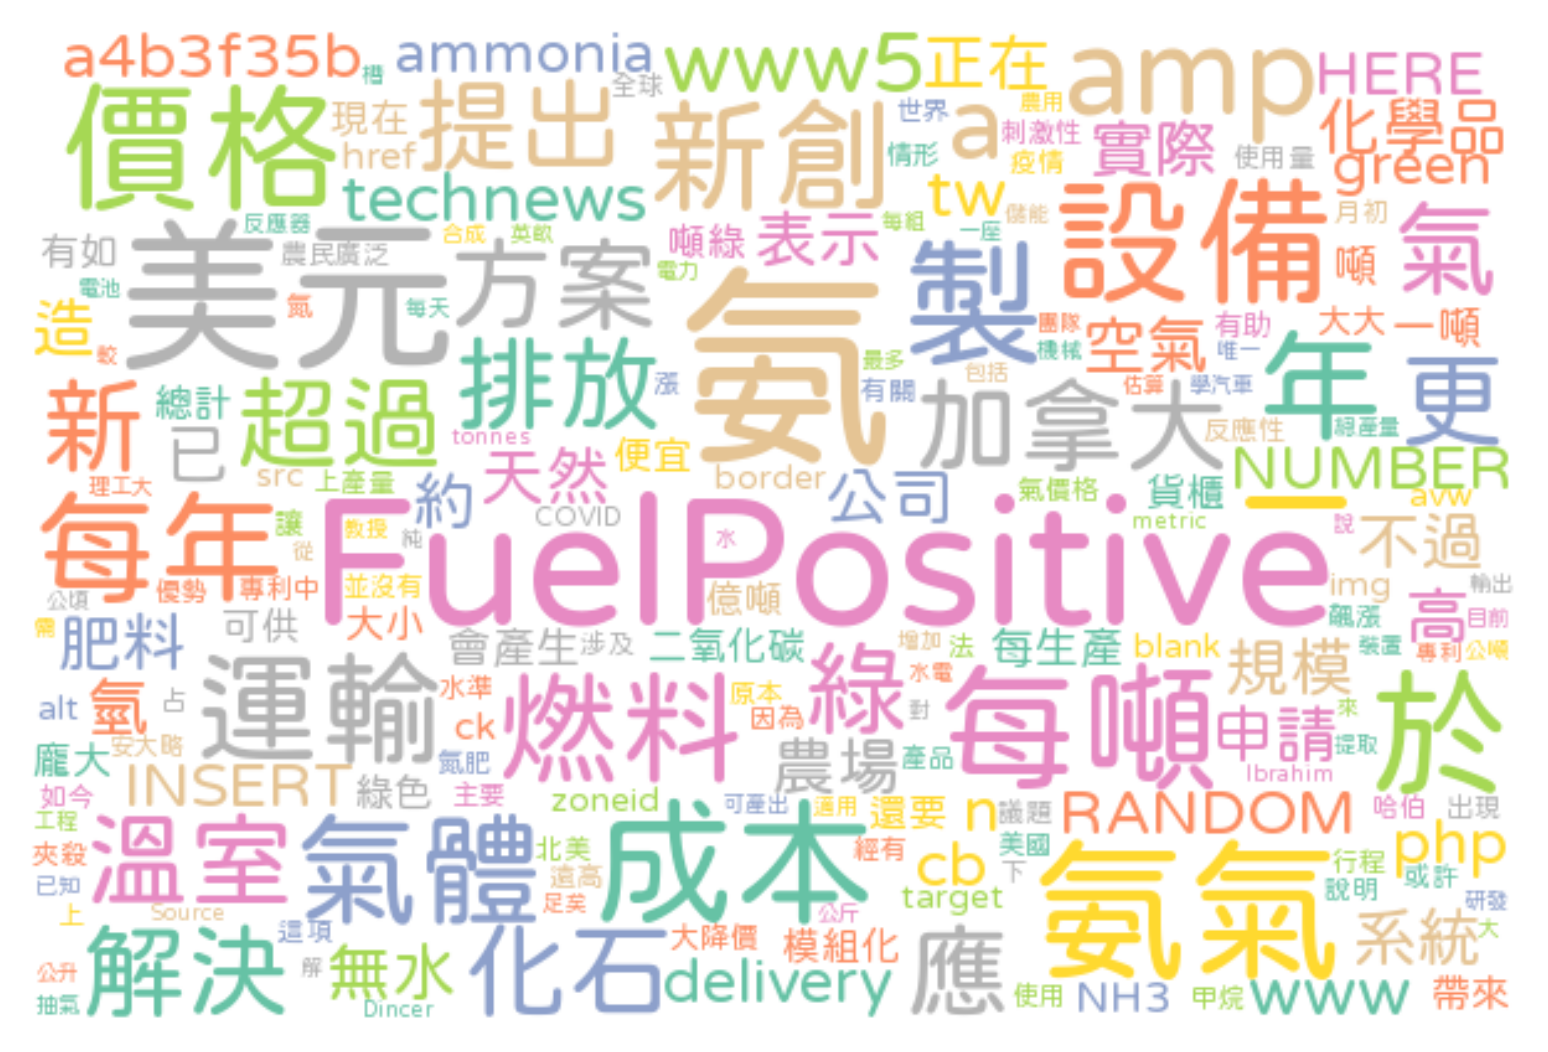 a4b3f35b 槽 ammonia www5 正在 amp HERE
價格 現在 提出 全球 新創 世界 農用 a 刺激性 實際 化學品
href 情形 疫情 使用量 green
technews tw 儲能 設備 月初
反應器 合成 英畝 噸綠 表示 每組 一座 氣
有如 美元 農民廣泛 方案 電力 製 噸
電池 氮 每天 氨 團隊 空氣 有助 大大 一噸
造 較 排放 最多 機械 唯一 年 更
新 總計 超過 漲 有關 包括 加拿大 估算 學汽車
已 tonnes 便宜 反應性 總產量
理工大 src 上產量 約 天然 border 公司 氣價格 貨櫃 NUMBER avw
每年 讓 教授 純 COVID FuelPositive 水 metric 說 不過
從 優勢 專利中 並沒有 億噸 img 輸出
公頃 飆漲 高 目前
需 肥料 可供 大小 會產生 涉及 二氧化碳 增加 法 每生產 blank 規模 裝置 專利 公噸
alt 氫 占 運輸 水準 燃料 原本 綠 水電 每噸 來 於
ck 因為 對 申請 提取
龐大 安大略 氮肥 農場 產品 Ibrahim
如今 INSERT 綠色 主要 zoneid 可產出 適用 還要 n 議題 RANDOM 哈伯 出現
工程 溫室 氣體 成本 美國 php
夾殺 北美 經有 cb 下 氨氣 行程 或許
已知 遠高 target 說明 研發
上 Source 足矣 公斤 系統 大
解決 這項 無水 化石 大降價 模組化 應
公升 解 delivery 使用 NH3 甲烷 www 帶來
抽氣 Dincer